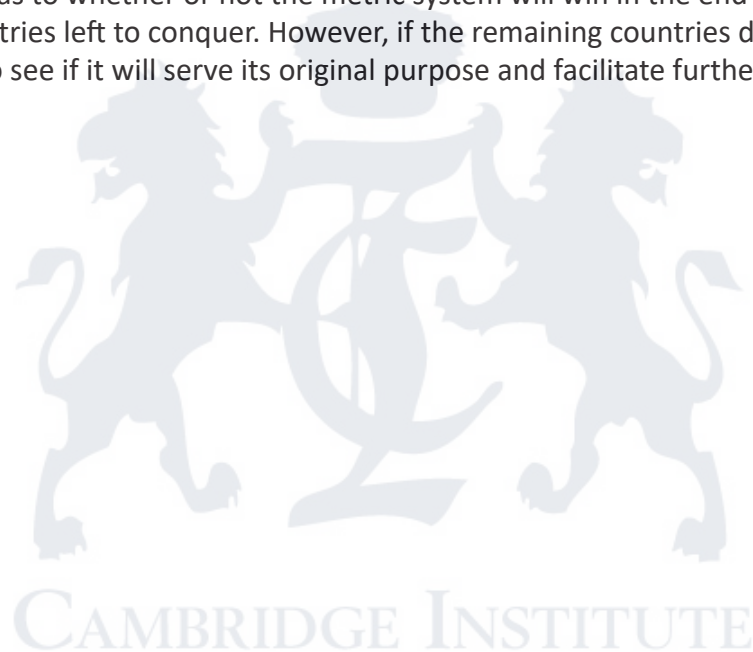 as to whether or not the metric system will win in the end
tries left to conquer. However, if the remaining countries d
o see if it will serve its original purpose and facilitate furthe
CAMBRIDGE INSTITUTE